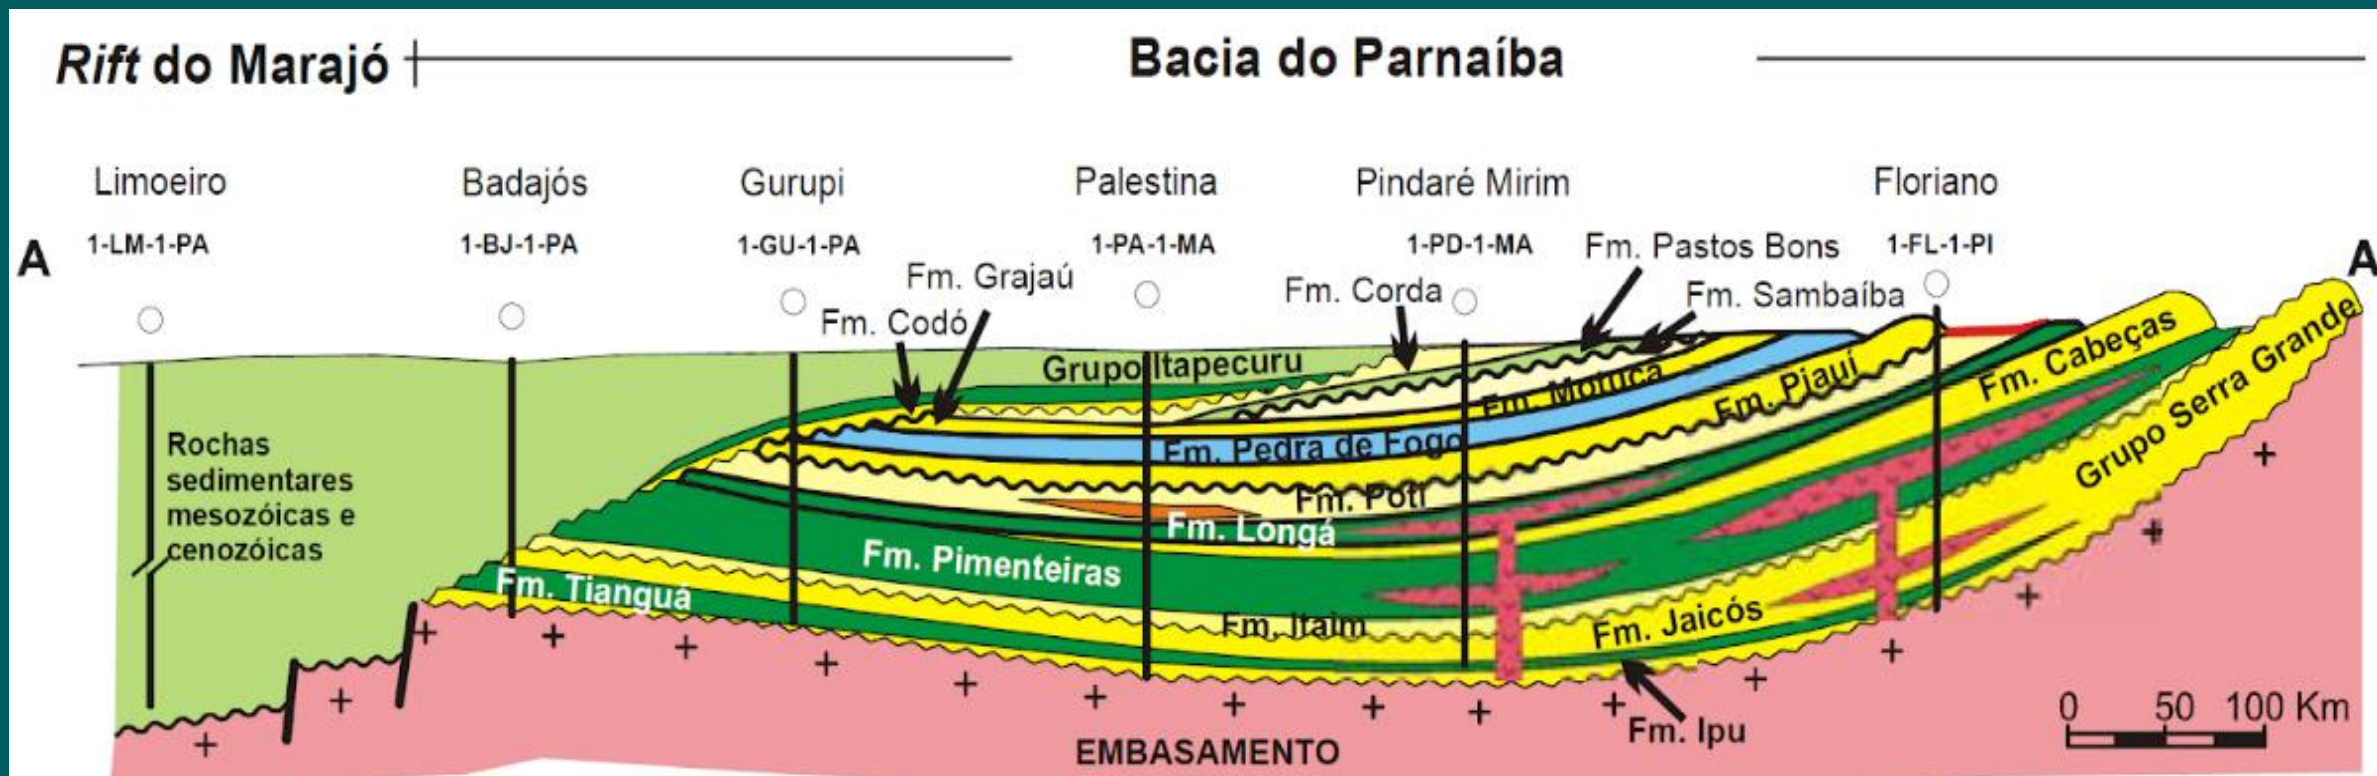 Rift do Marajó
Bacia do Parnaíba
Limoeiro
Badajós
Gurupi
Palestina
Pindaré Mirim
Floriano
A
1-LM-1-PA
1-BJ-1-PA
1-GU-1-PA
1-PA-1-MA
1-PD-1-MA
Fm. Pastos Bons
1-FL-1-PI
A
Fm. Grajaú
Fm. Corda
Fm. Sambaíba
Fm. Codó
Grupo Itapecuru
Fm. Motuca
Fm. Piauí
Fm. Cabeças
Grupo Serra Grande
Rochas
sedimentares
mesozóicas e
cenozóicas
Fm. Pedra de Fogo
Fm. Poti
Fm. Longá
Fm. Pimenteiras
Fm. Tianguá
Fm. Itaim
Fm. Jaicós
Fm. Ipu
EMBASAMENTO
0 50 100 Km